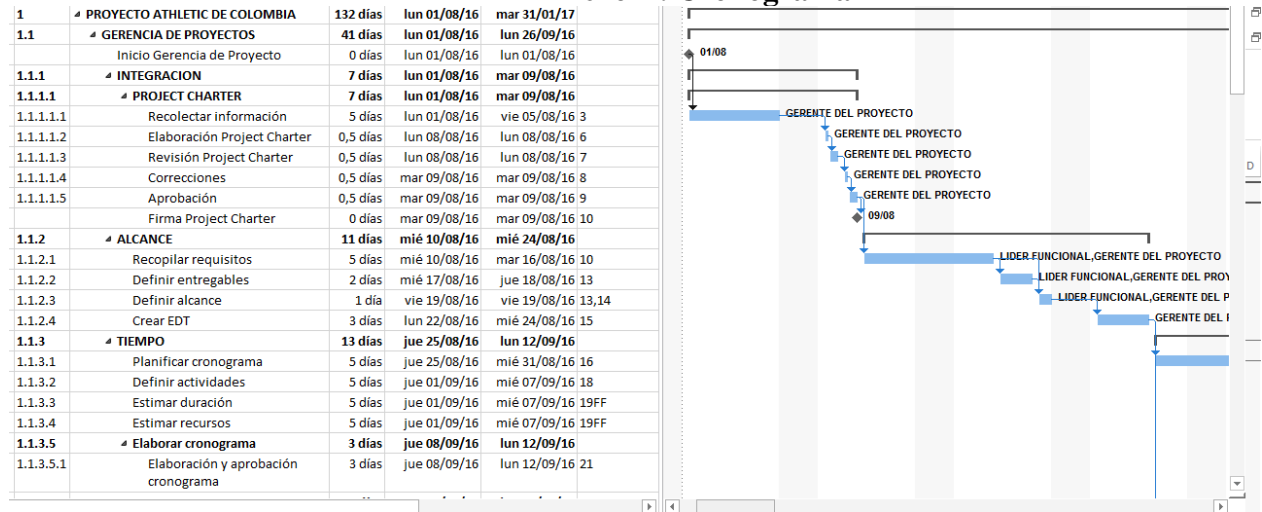 1 PROYECTO ATHLETIC DE COLOMBIA 132 días lun 01/08/16 mar 31/01/17
1.1 GERENCIA DE PROYECTOS 41 días lun 01/08/16 lun 26/09/16
Inicio Gerencia de Proyecto 0 días lun 01/08/16 lun 01/08/16 01/08
1.1.1 INTEGRACION 7 días lun 01/08/16 mar 09/08/16
1.1.1.1 PROJECT CHARTER 7 días lun 01/08/16 mar 09/08/16
1.1.1.1.1 Recolectar información 5 días lun 01/08/16 vie 05/08/16 3 GERENTE DEL PROYECTO
1.1.1.1.2 Elaboración Project Charter 0,5 días lun 08/08/16 lun 08/08/16 6 GERENTE DEL PROYECTO
1.1.1.1.3 Revisión Project Charter 0,5 días lun 08/08/16 lun 08/08/16 7 GERENTE DEL PROYECTO
1.1.1.1.4 Correcciones 0,5 días mar 09/08/16 mar 09/08/16 8 GERENTE DEL PROYECTO
1.1.1.1.5 Aprobación 0,5 días mar 09/08/16 mar 09/08/16 9 GERENTE DEL PROYECTO
Firma Project Charter 0 días mar 09/08/16 mar 09/08/16 10 09/08
1.1.2 ALCANCE 11 días mié 10/08/16 mié 24/08/16
1.1.2.1 Recopilar requisitos 5 días mié 10/08/16 mar 16/08/16 10 LIDER FUNCIONAL,GERENTE DEL PROYECTO
1.1.2.2 Definir entregables 2 días mié 17/08/16 jue 18/08/16 13 LIDER FUNCIONAL,GERENTE DEL PROY
1.1.2.3 Definir alcance 1 día vie 19/08/16 vie 19/08/16 13,14 LIDER FUNCIONAL,GERENTE DEL P
1.1.2.4 Crear EDT 3 días lun 22/08/16 mié 24/08/16 15 GERENTE DEL
1.1.3 TIEMPO 13 días jue 25/08/16 lun 12/09/16
1.1.3.1 Planificar cronograma 5 días jue 25/08/16 mié 31/08/16 16
1.1.3.2 Definir actividades 5 días jue 01/09/16 mié 07/09/16 18
1.1.3.3 Estimar duración 5 días jue 01/09/16 mié 07/09/16 19FF
1.1.3.4 Estimar recursos 5 días jue 01/09/16 mié 07/09/16 19FF
1.1.3.5 Elaborar cronograma 3 días jue 08/09/16 lun 12/09/16
1.1.3.5.1 Elaboración y aprobación 3 días jue 08/09/16 lun 12/09/16 21
cronograma
D